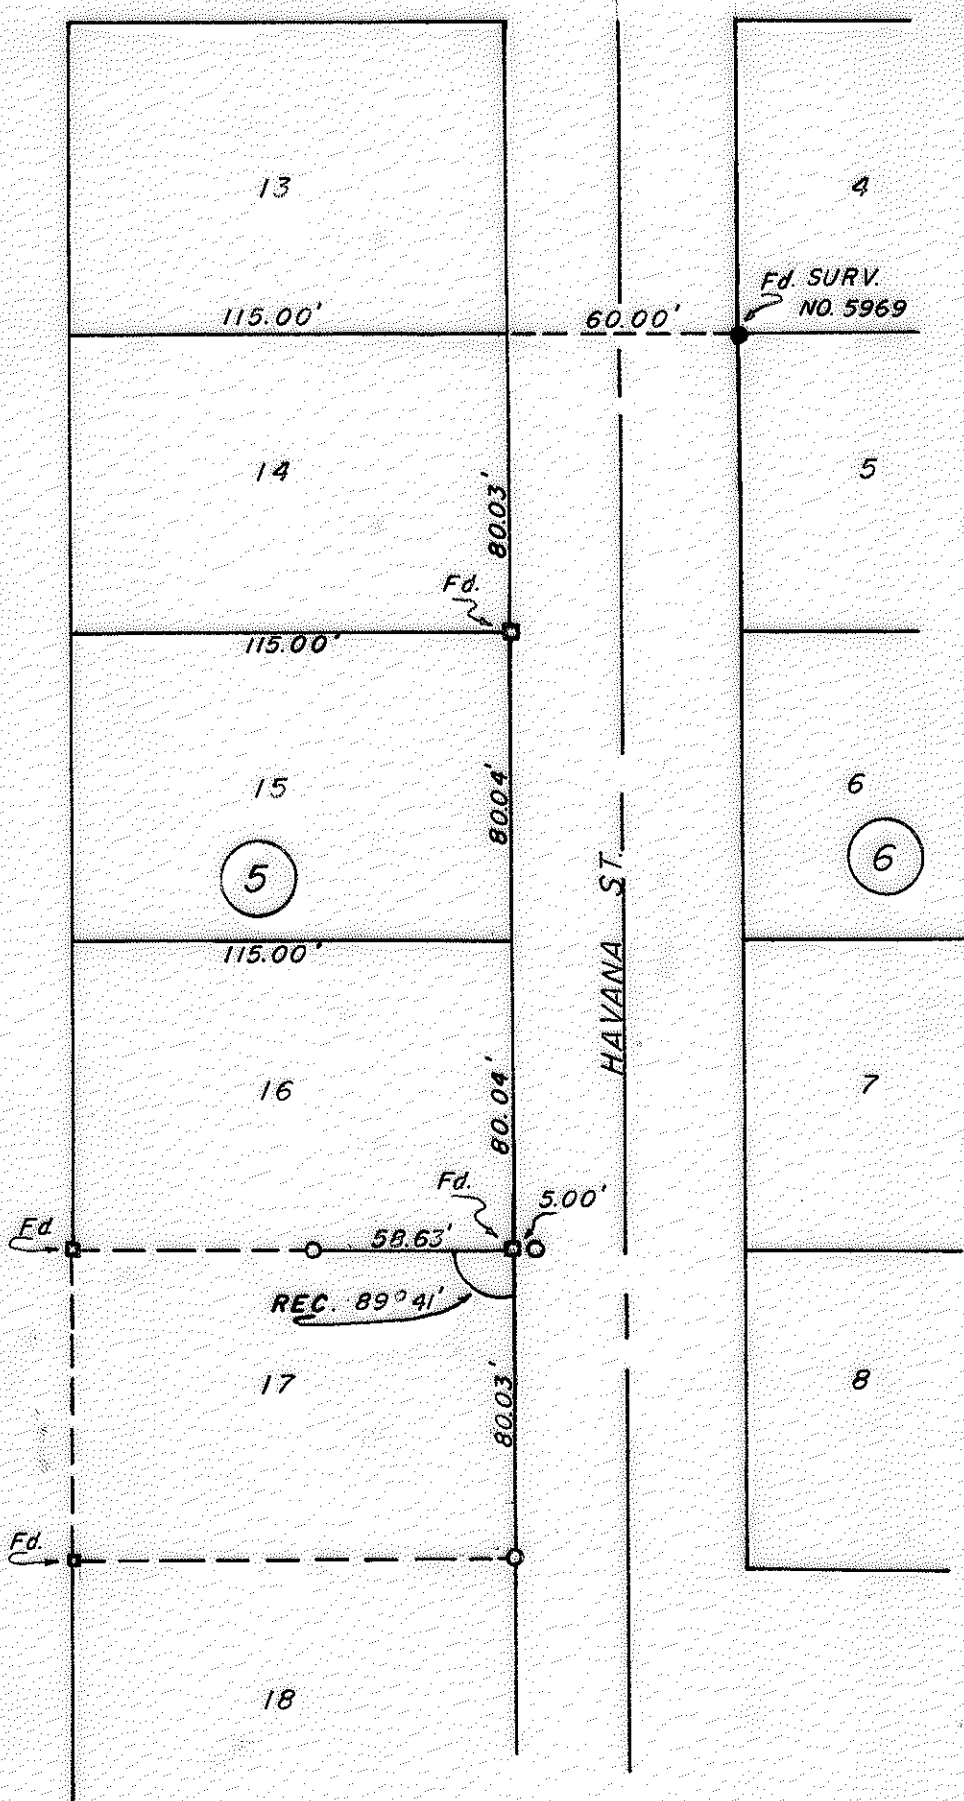 13
4
Fd. SURV.
NO. 5969
115.00'
60.00'
14
5
80.03'
Fd.
115.00'
15
6
80.04'
5
6
HAVANA ST.
115.00'
16
7
80.04'
Fd.
5.00'
Fd.
58.63'
REC. 89°41'
17
8
80.03'
Fd.
18